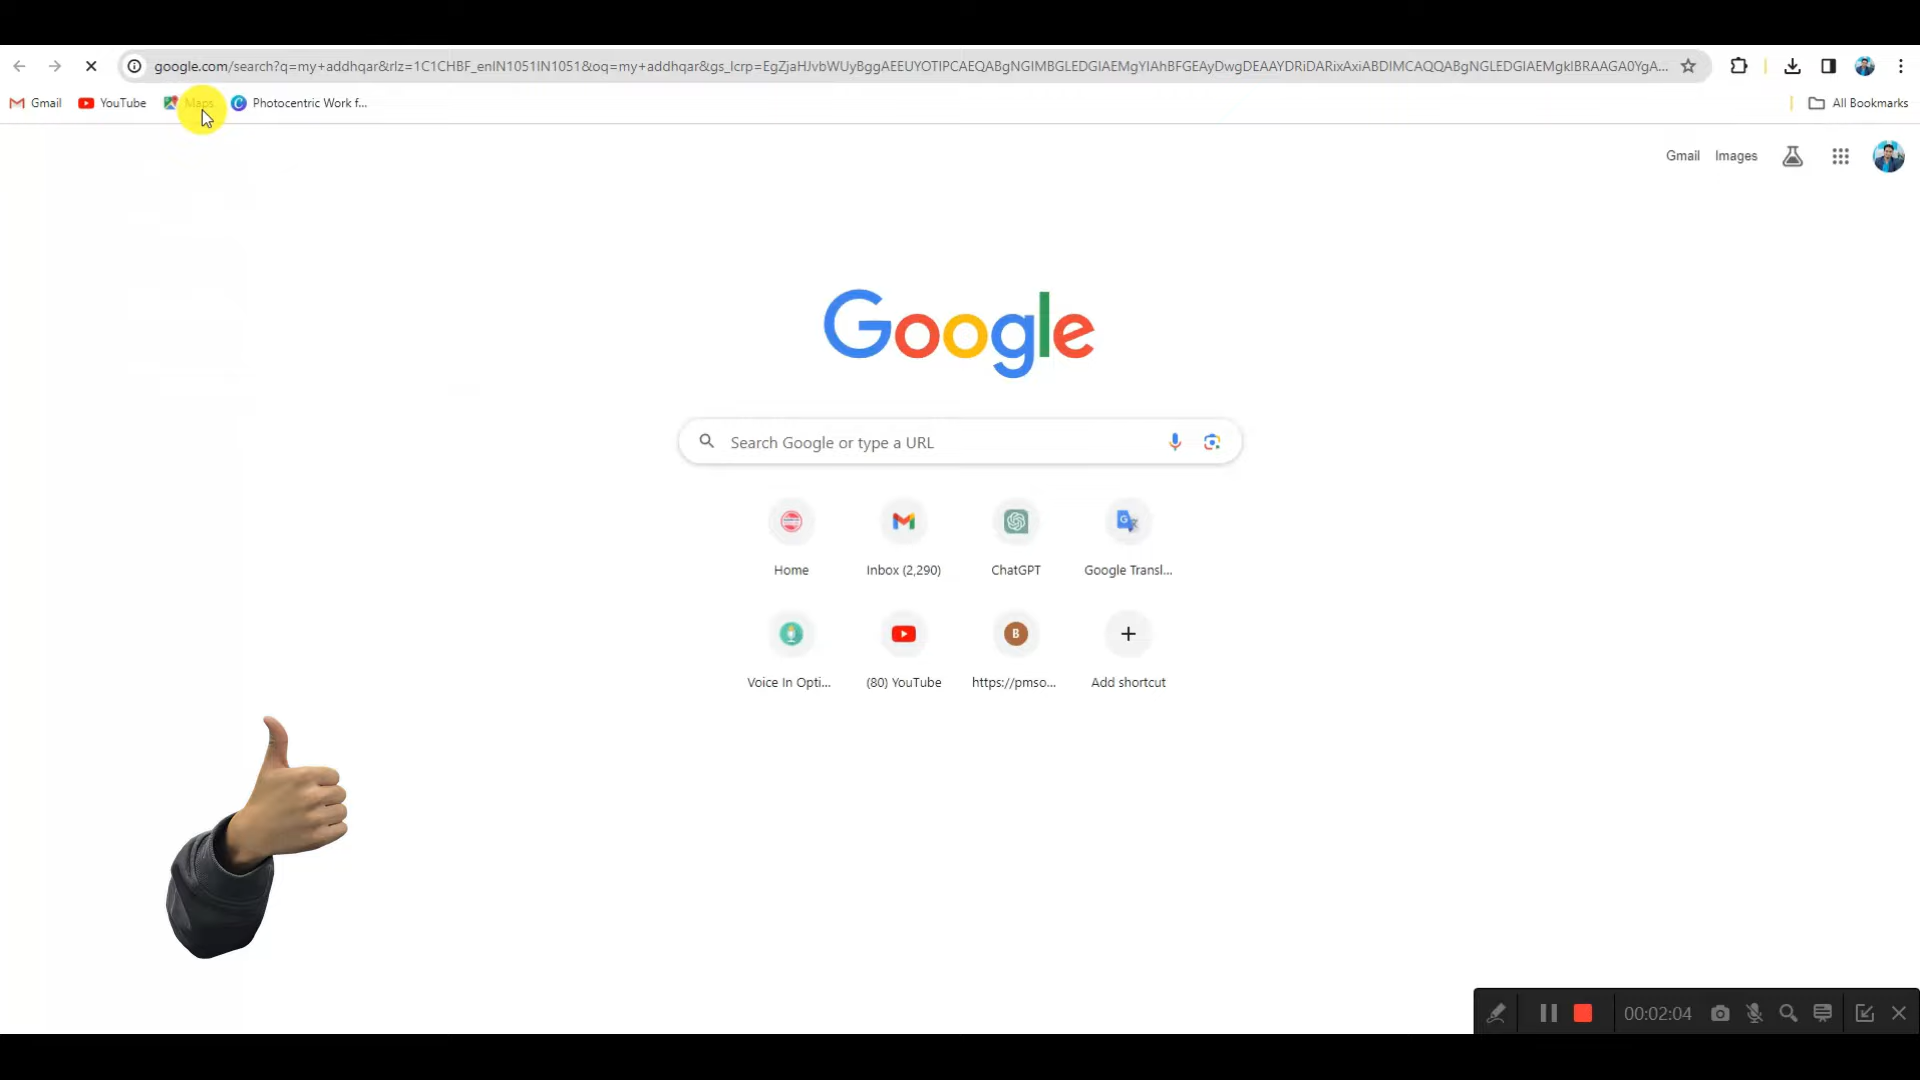 google.com/search?q=my+addhqar&rlz=1C1CHBF_enIN1051IN1051&oq=my+addhqar&gs_lcrp=EgZjaHJvbWUyBggAEEUYOTIPCAEQABgNGIMBGLEDGIAEMgYIAhBFGEAyDwgDEAAYDRiDARixAxiABDIMCAQQABgNGLEDGIAEMgkIBRAAGA0YgA...
Gmail YouTube Maps Photocentric Work f... All Bookmarks
Gmail Images
Google
Search Google or type a URL
Home Inbox (2,290) ChatGPT Google Transl...
B
Voice In Opti... (80) YouTube https://pmso... Add shortcut
00:02:04